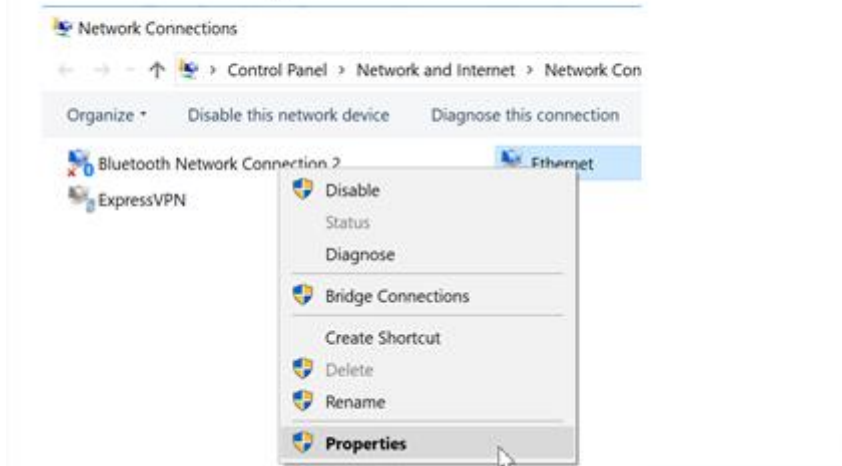 Network Connections
Control Panel > Network and Internet > Network Con
Organize Disable this network device Diagnose this connection
Bluetooth Network Connection 2 Ethernet
ExpressVPN
Disable
Status
Diagnose
Bridge Connections
Create Shortcut
Delete
Rename
Properties